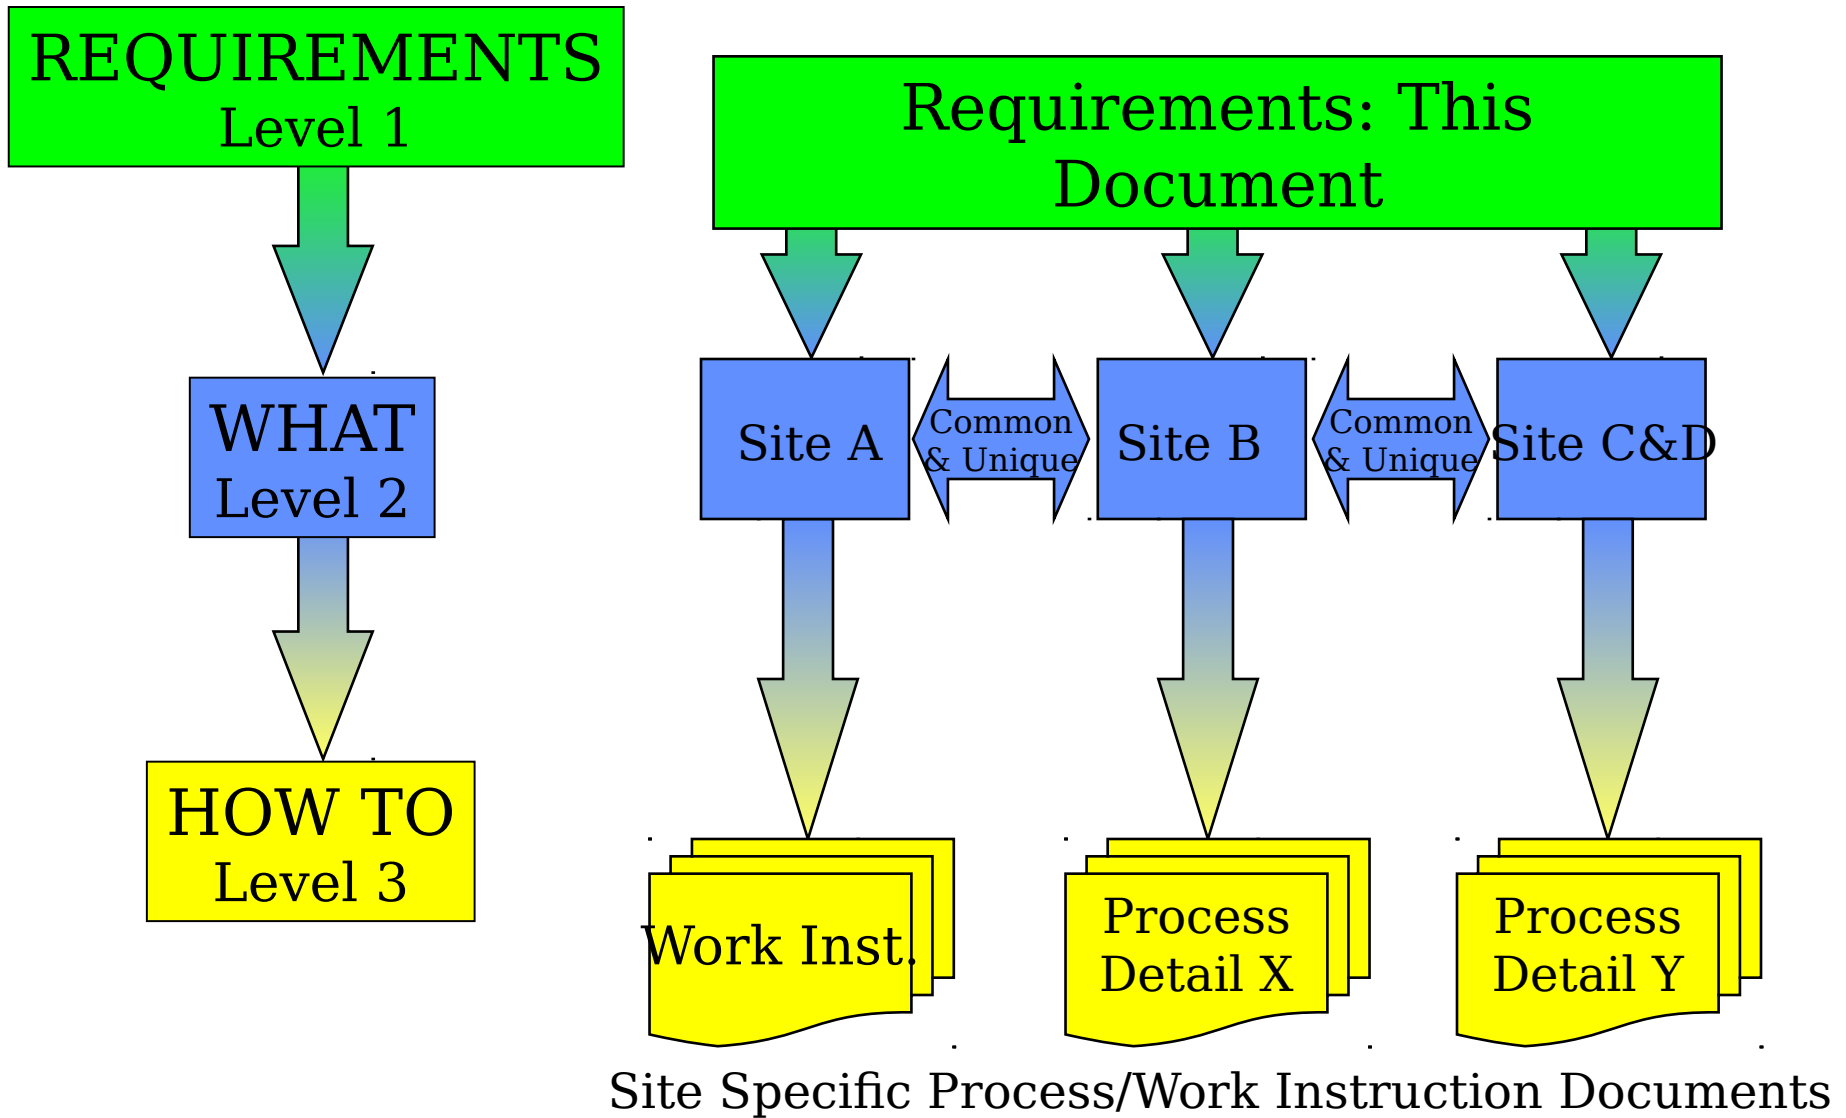 REQUIREMENTS
Level 1
Requirements: This
Document
WHAT
Level 2
Site A
Common
& Unique
Site B
Common
& Unique
Site C&D
HOW TO
Level 3
Work Inst.
Process
Detail X
Process
Detail Y
Site Specific Process/Work Instruction Documents